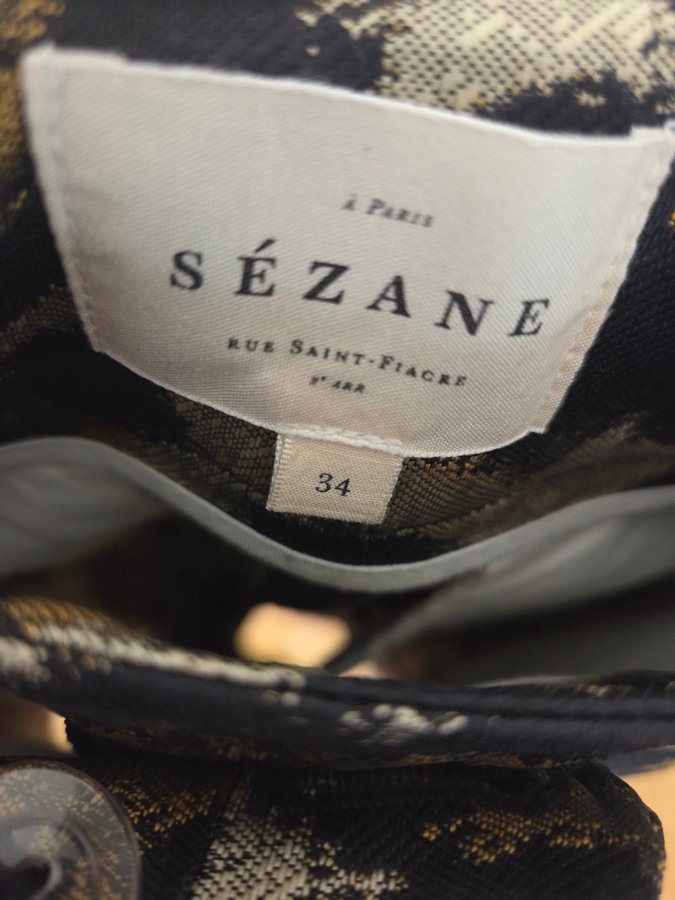 À PARIS
SÉZANE
RUE SAINT-FIACRE
2ᵉ ARR
34